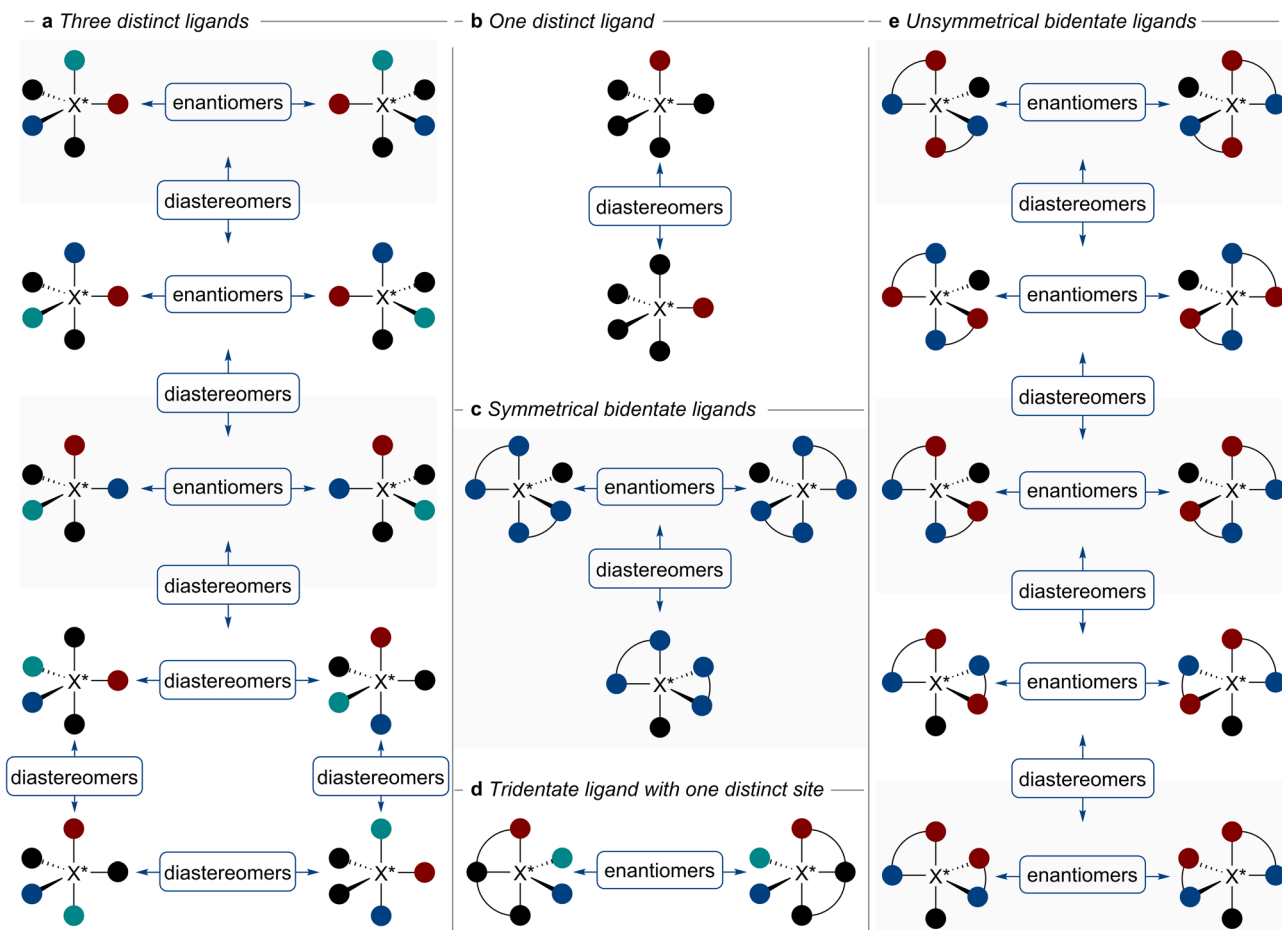 a Three distinct ligands
X*
enantiomers
X*
diastereomers
X*
enantiomers
X*
diastereomers
X*
enantiomers
X*
diastereomers
X*
diastereomers
X*
diastereomers
diastereomers
X*
diastereomers
X*
b One distinct ligand
X*
diastereomers
X*
c Symmetrical bidentate ligands
X*
enantiomers
X*
diastereomers
X*
d Tridentate ligand with one distinct site
X*
enantiomers
X*
e Unsymmetrical bidentate ligands
X*
enantiomers
X*
diastereomers
X*
enantiomers
X*
diastereomers
X*
enantiomers
X*
diastereomers
X*
enantiomers
X*
diastereomers
X*
enantiomers
X*